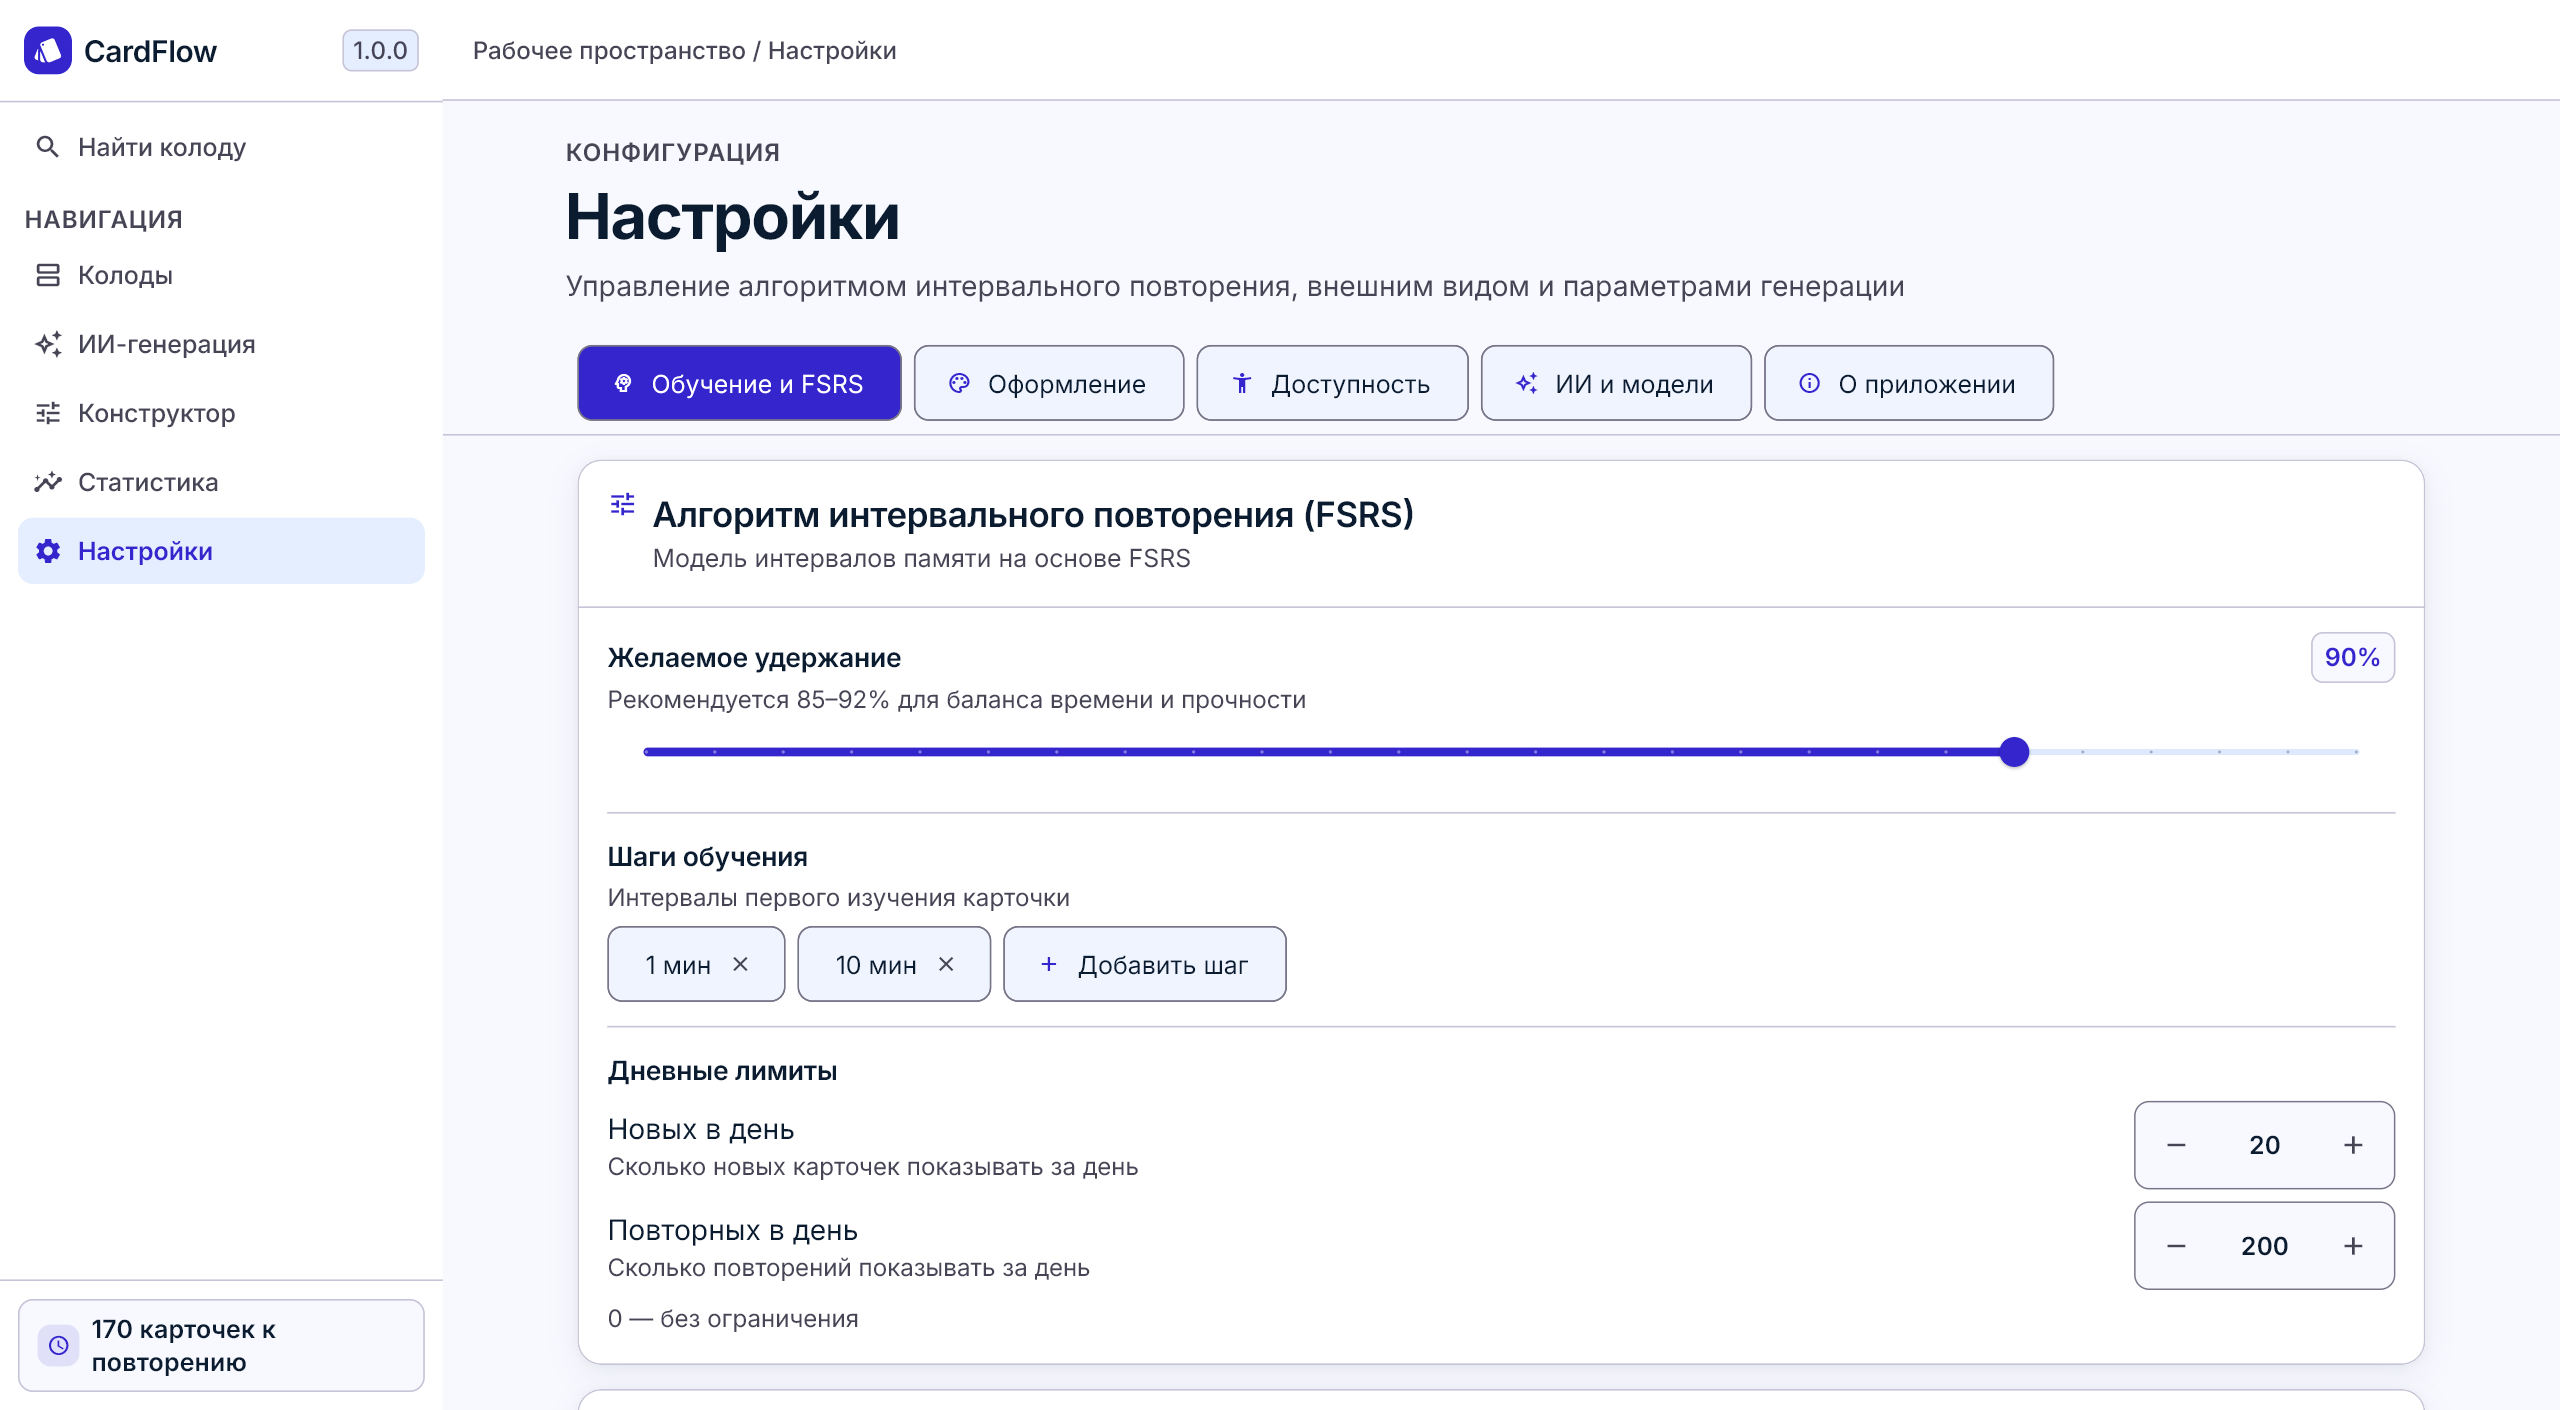 CardFlow
1.0.0
Рабочее пространство / Настройки
Найти колоду
НАВИГАЦИЯ
Колоды
ИИ-генерация
Конструктор
Статистика
Настройки
170 карточек к
повторению
КОНФИГУРАЦИЯ
Настройки
Управление алгоритмом интервального повторения, внешним видом и параметрами генерации
Обучение и FSRS
Оформление
Доступность
ИИ и модели
О приложении
Алгоритм интервального повторения (FSRS)
Модель интервалов памяти на основе FSRS
Желаемое удержание
90%
Рекомендуется 85–92% для баланса времени и прочности
Шаги обучения
Интервалы первого изучения карточки
1 мин
10 мин
Добавить шаг
Дневные лимиты
Новых в день
Сколько новых карточек показывать за день
20
Повторных в день
Сколько повторений показывать за день
200
0 — без ограничения